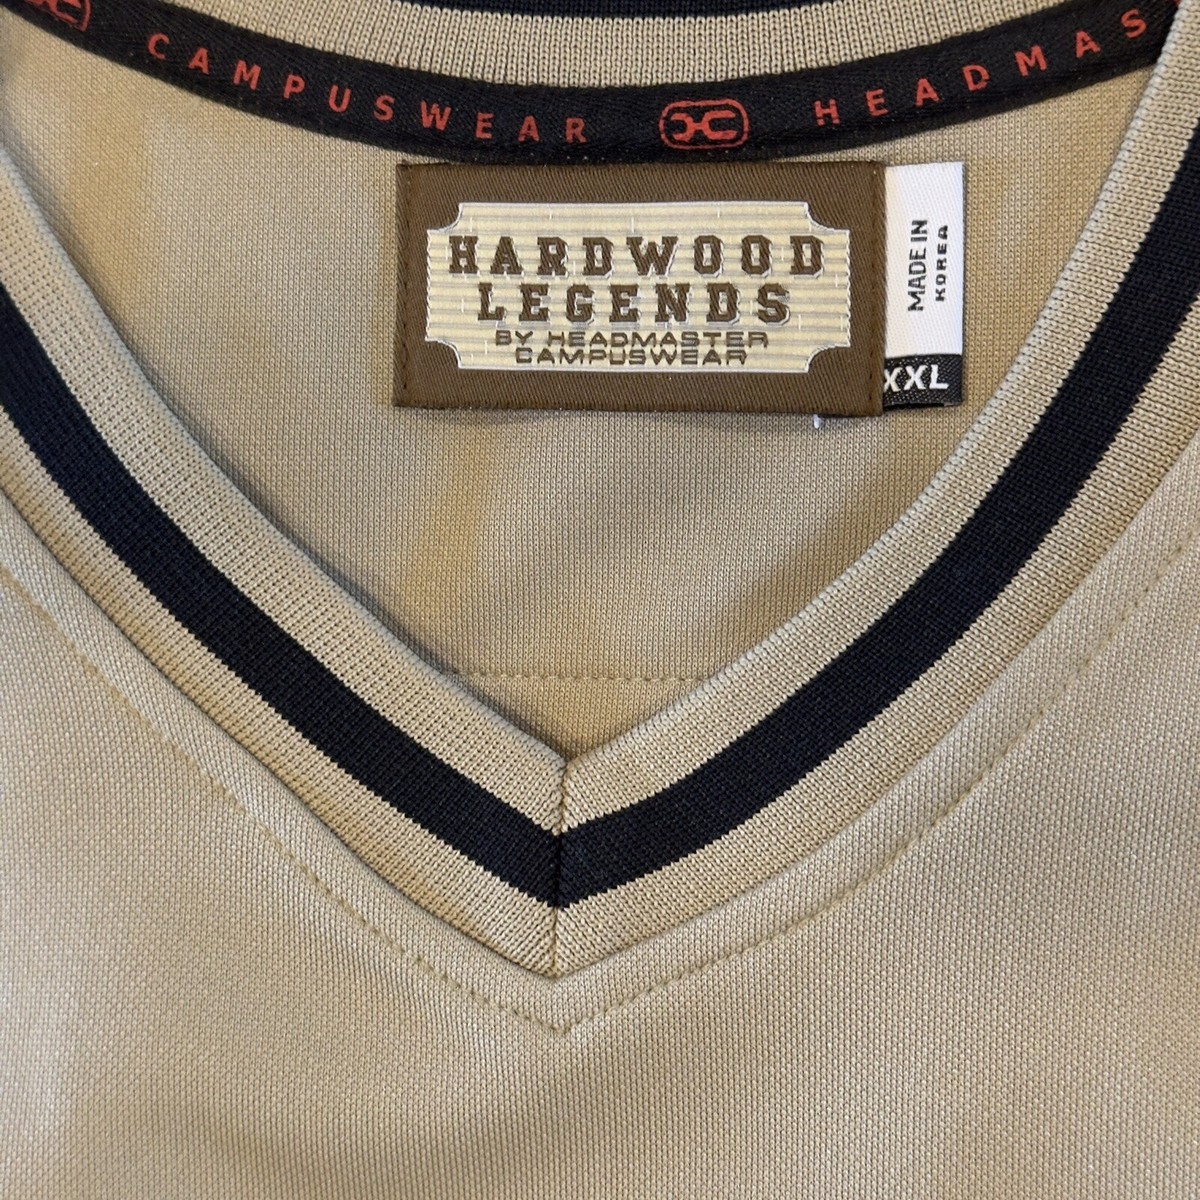 CAMPUSWEAR HEADMAS
HARDWOOD
LEGENDS
BY HEADMASTER
CAMPUSWEAR
MADE IN
KOREA
XXL